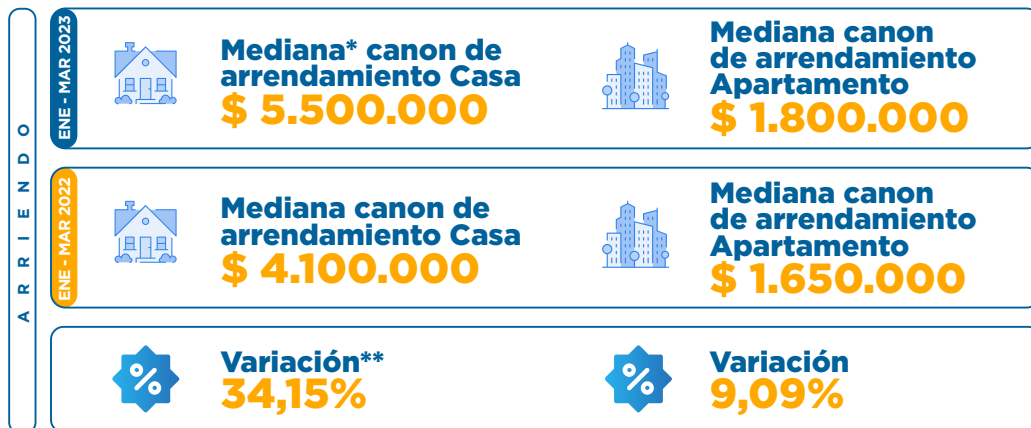 ARRIENDO
ENE - MAR 2023
Mediana* canon de
arrendamiento Casa
$ 5.500.000
Mediana canon
de arrendamiento
Apartamento
$ 1.800.000
ENE - MAR 2022
Mediana canon de
arrendamiento Casa
$ 4.100.000
Mediana canon
de arrendamiento
Apartamento
$ 1.650.000
%
Variación**
34,15%
%
Variación
9,09%